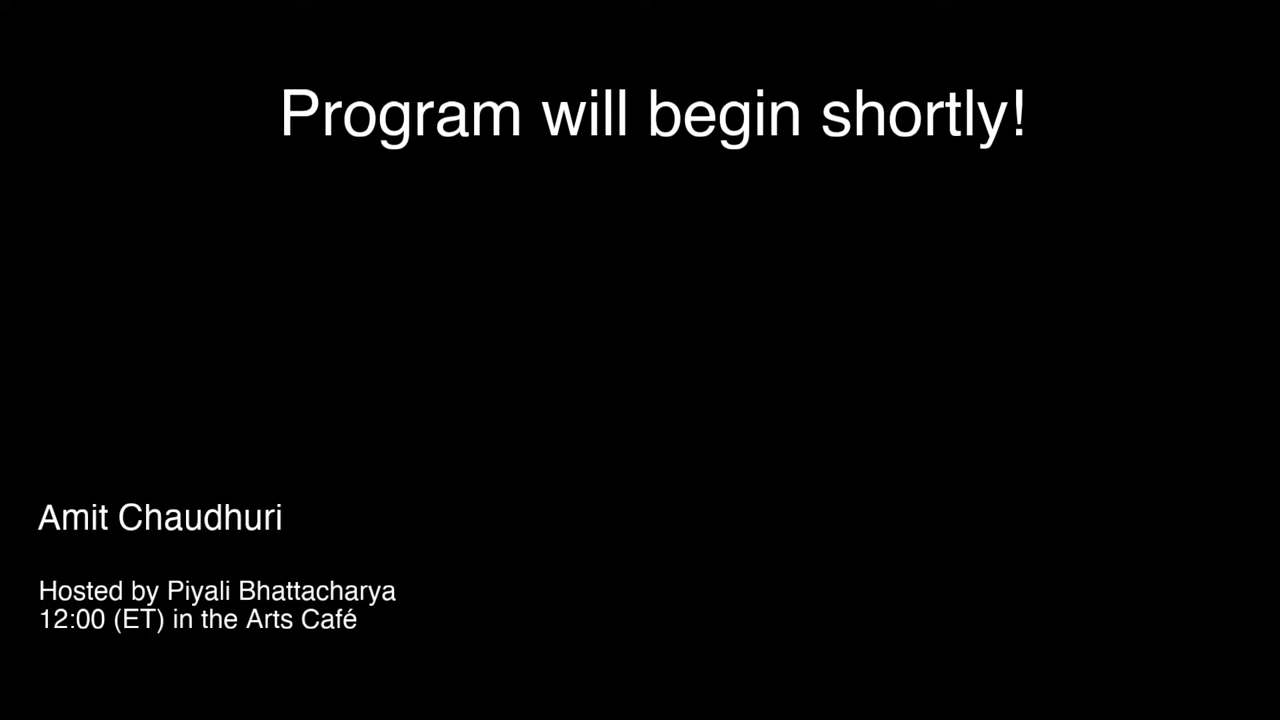 Program will begin shortly!
Amit Chaudhuri
Hosted by Piyali Bhattacharya
12:00 (ET) in the Arts Café